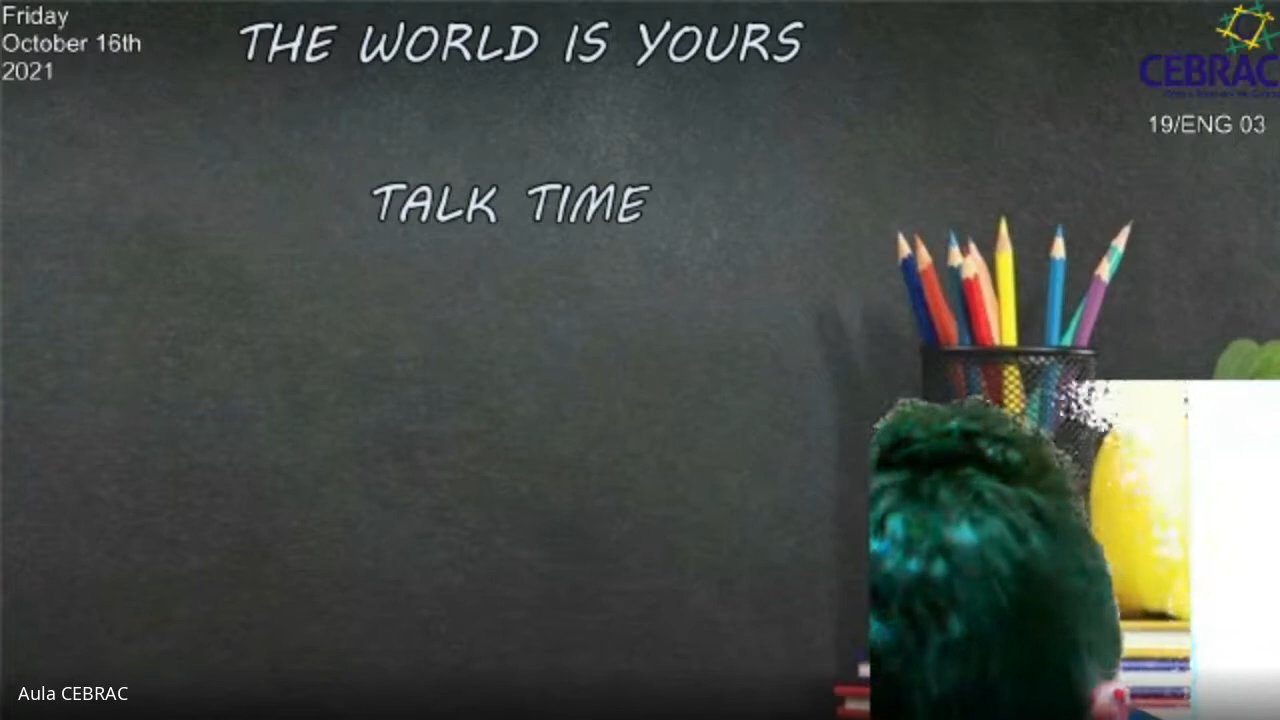 Friday
October 16th
2021
THE WORLD IS YOURS
CEBRAC
19/ENG 03
TALK TIME
Aula CEBRAC